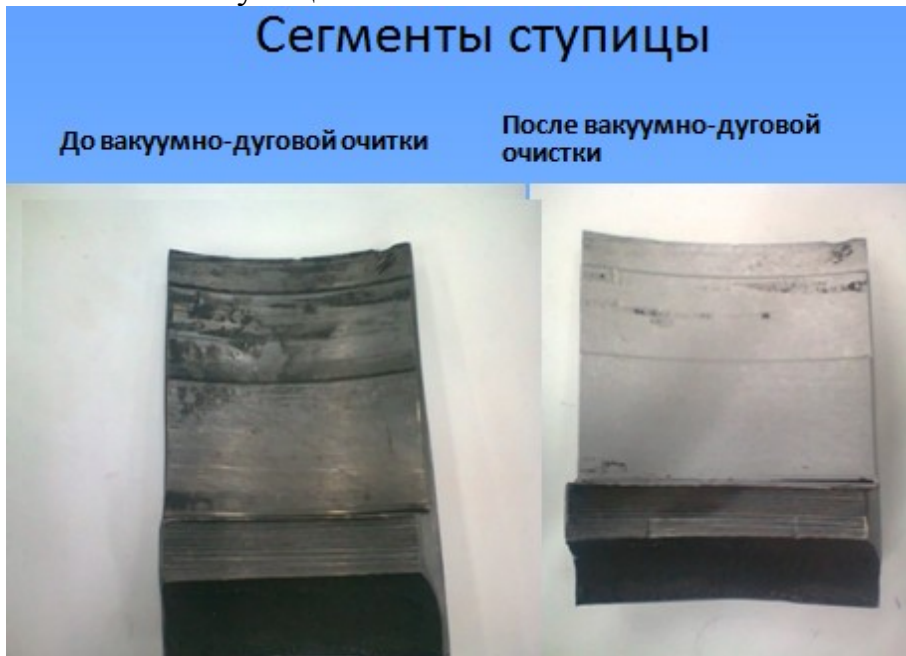 Сегменты ступицы
До вакуумно-дуговой очитки
После вакуумно-дуговой
очистки